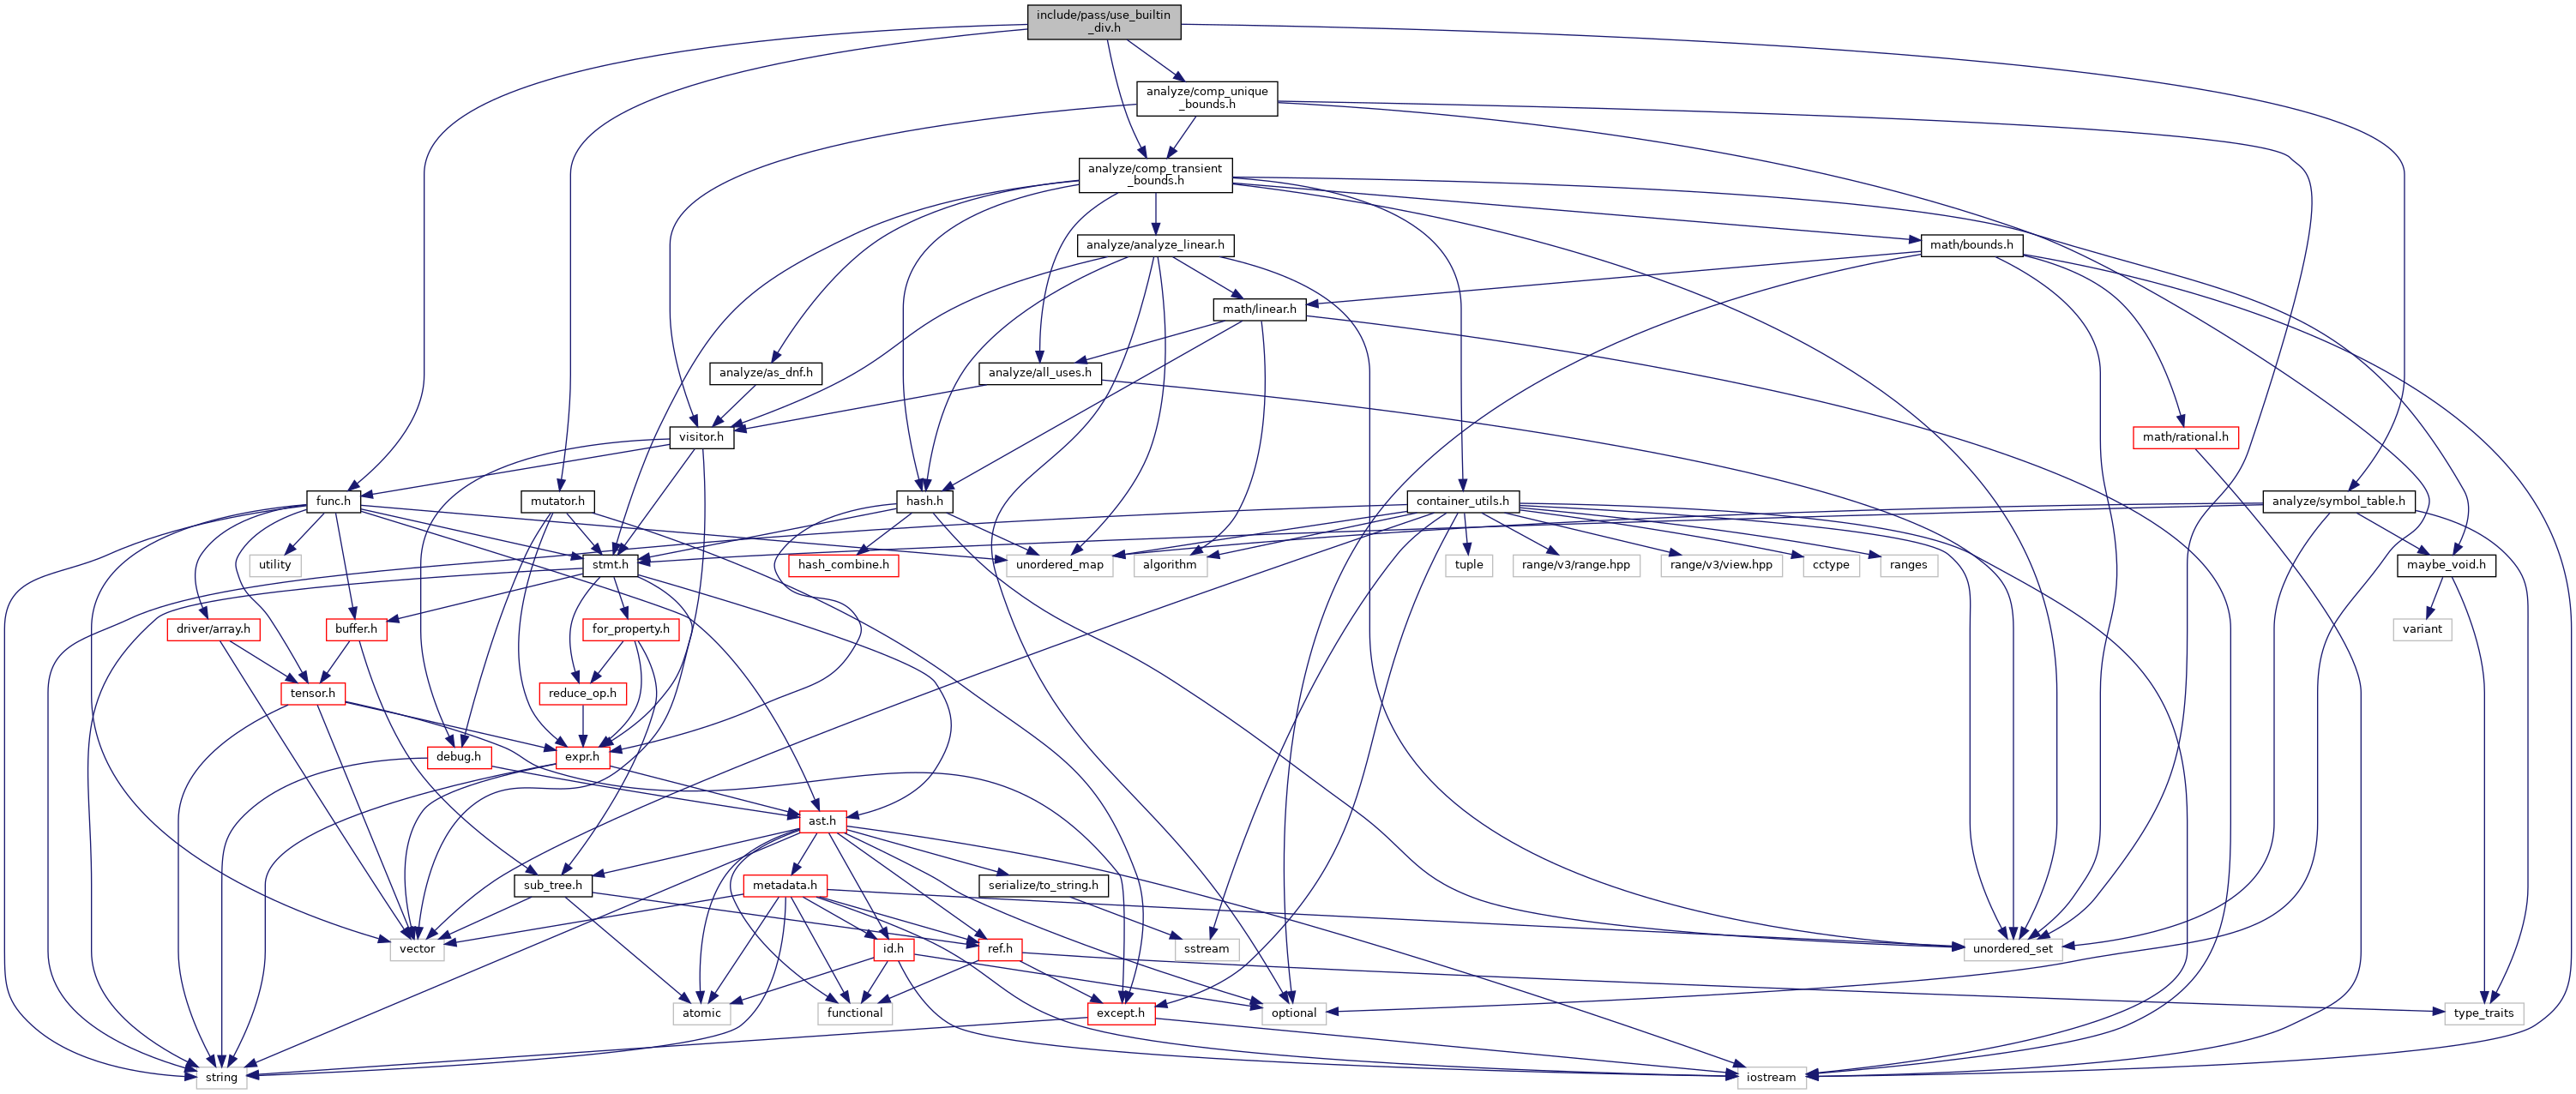 include/pass/use_builtin
_div.h
analyze/comp_unique
_bounds.h
analyze/comp_transient
_bounds.h
analyze/analyze_linear.h
math/bounds.h
math/linear.h
analyze/as_dnf.h
analyze/all_uses.h
visitor.h
math/rational.h
func.h
mutator.h
hash.h
container_utils.h
analyze/symbol_table.h
utility
stmt.h
hash_combine.h
unordered_map
algorithm
tuple
range/v3/range.hpp
range/v3/view.hpp
cctype
ranges
maybe_void.h
driver/array.h
buffer.h
for_property.h
variant
tensor.h
reduce_op.h
debug.h
expr.h
ast.h
sub_tree.h
metadata.h
serialize/to_string.h
vector
id.h
ref.h
sstream
unordered_set
atomic
functional
except.h
optional
type_traits
string
iostream